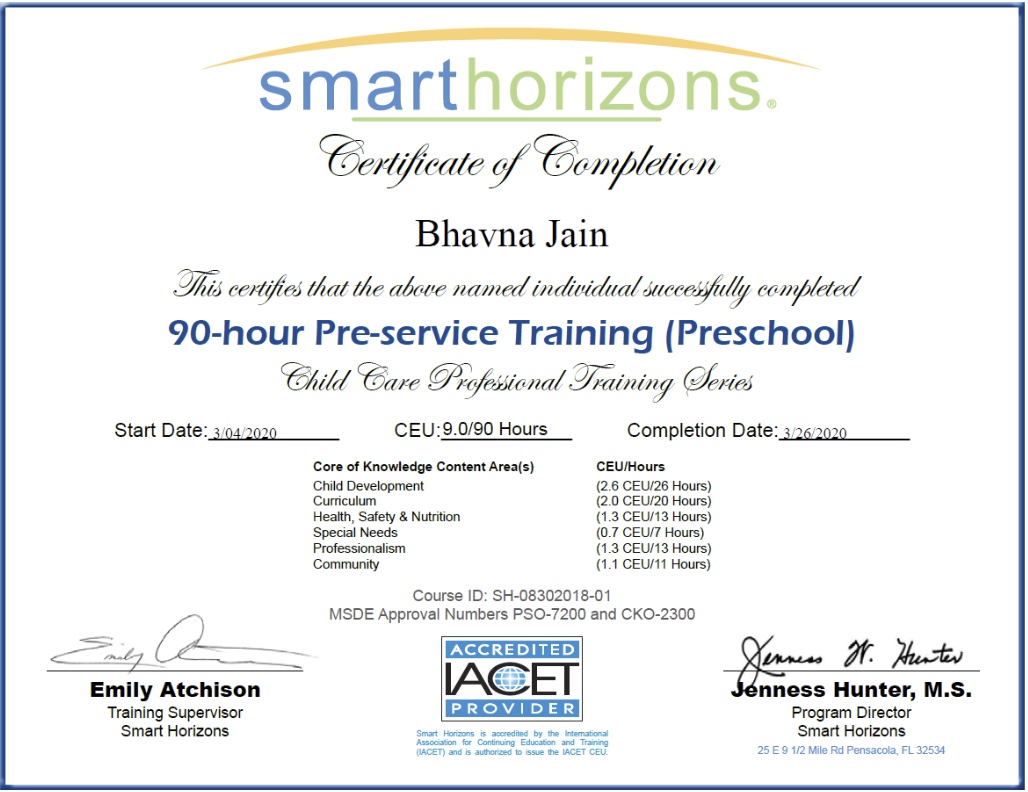 smarthorizons®
Certificate of Completion
Bhavna Jain
This certifies that the above named individual successfully completed
90-hour Pre-service Training (Preschool)
Child Care Professional Training Series
Start Date: 3/04/2020 CEU: 9.0/90 Hours Completion Date: 3/26/2020
Core of Knowledge Content Area(s) CEU/Hours
Child Development (2.6 CEU/26 Hours)
Curriculum (2.0 CEU/20 Hours)
Health, Safety & Nutrition (1.3 CEU/13 Hours)
Special Needs (0.7 CEU/7 Hours)
Professionalism (1.3 CEU/13 Hours)
Community (1.1 CEU/11 Hours)
Course ID: SH-08302018-01
MSDE Approval Numbers PSO-7200 and CKO-2300
Emily
Emily Atchison
Training Supervisor
Smart Horizons
ACCREDITED
IACET
PROVIDER
Smart Horizons is accredited by the International
Association for Continuing Education and Training
(IACET) and is authorized to issue the IACET CEU.
Jenness W. Hunter
Jenness Hunter, M.S.
Program Director
Smart Horizons
25 E 9 1/2 Mile Rd Pensacola, FL 32534